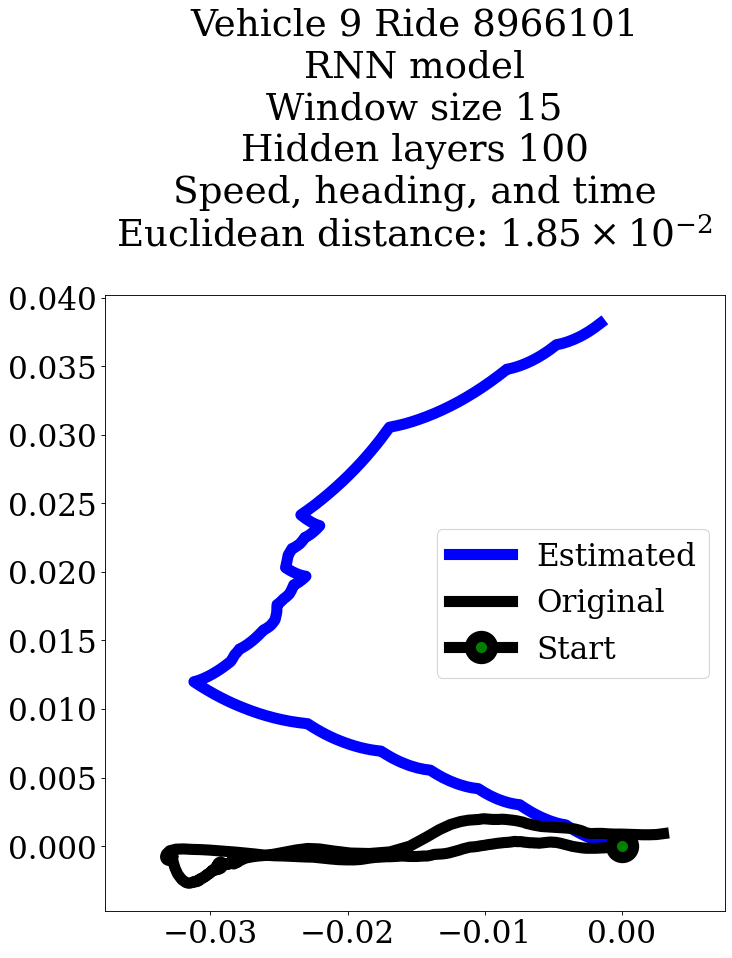 Vehicle 9 Ride 8966101
RNN model
Window size 15
Hidden layers 100
Speed, heading, and time
Euclidean distance: 1.85 × 10⁻²
0.040
0.035
0.030
0.025
0.020
0.015
0.010
0.005
0.000
Estimated
Original
Start
−0.03 −0.02 −0.01 0.00